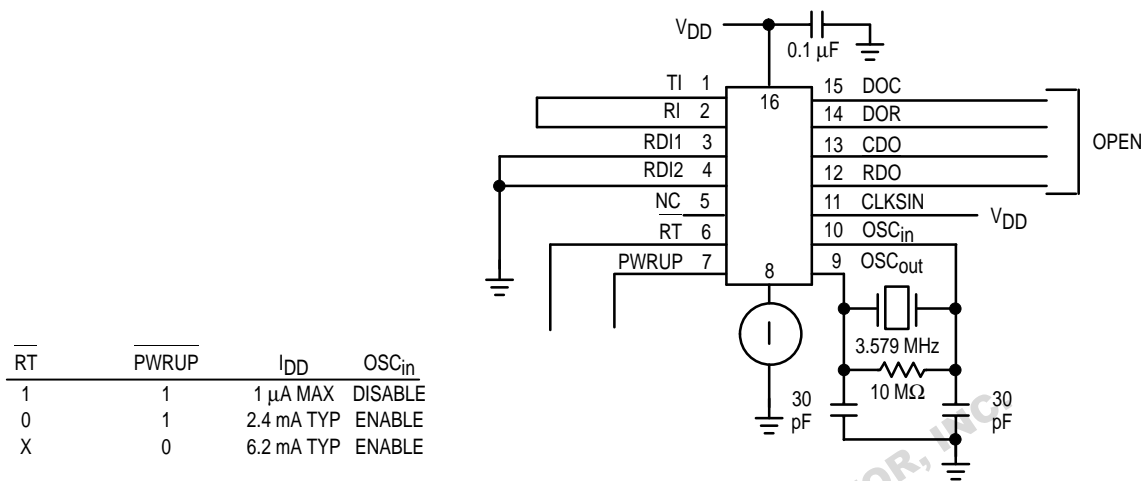 VDD
0.1 μF
TI 1
RI 2
RDI1 3
RDI2 4
NC 5
RT 6
PWRUP 7
16
8
15 DOC
14 DOR
13 CDO
12 RDO
11 CLKSIN
10 OSCin
9 OSCout
OPEN
VDD
I
3.579 MHz
10 MΩ
30 pF
30 pF
RT PWRUP IDD OSCin
1 1 1 μA MAX DISABLE
0 1 2.4 mA TYP ENABLE
X 0 6.2 mA TYP ENABLE
OR, INC.